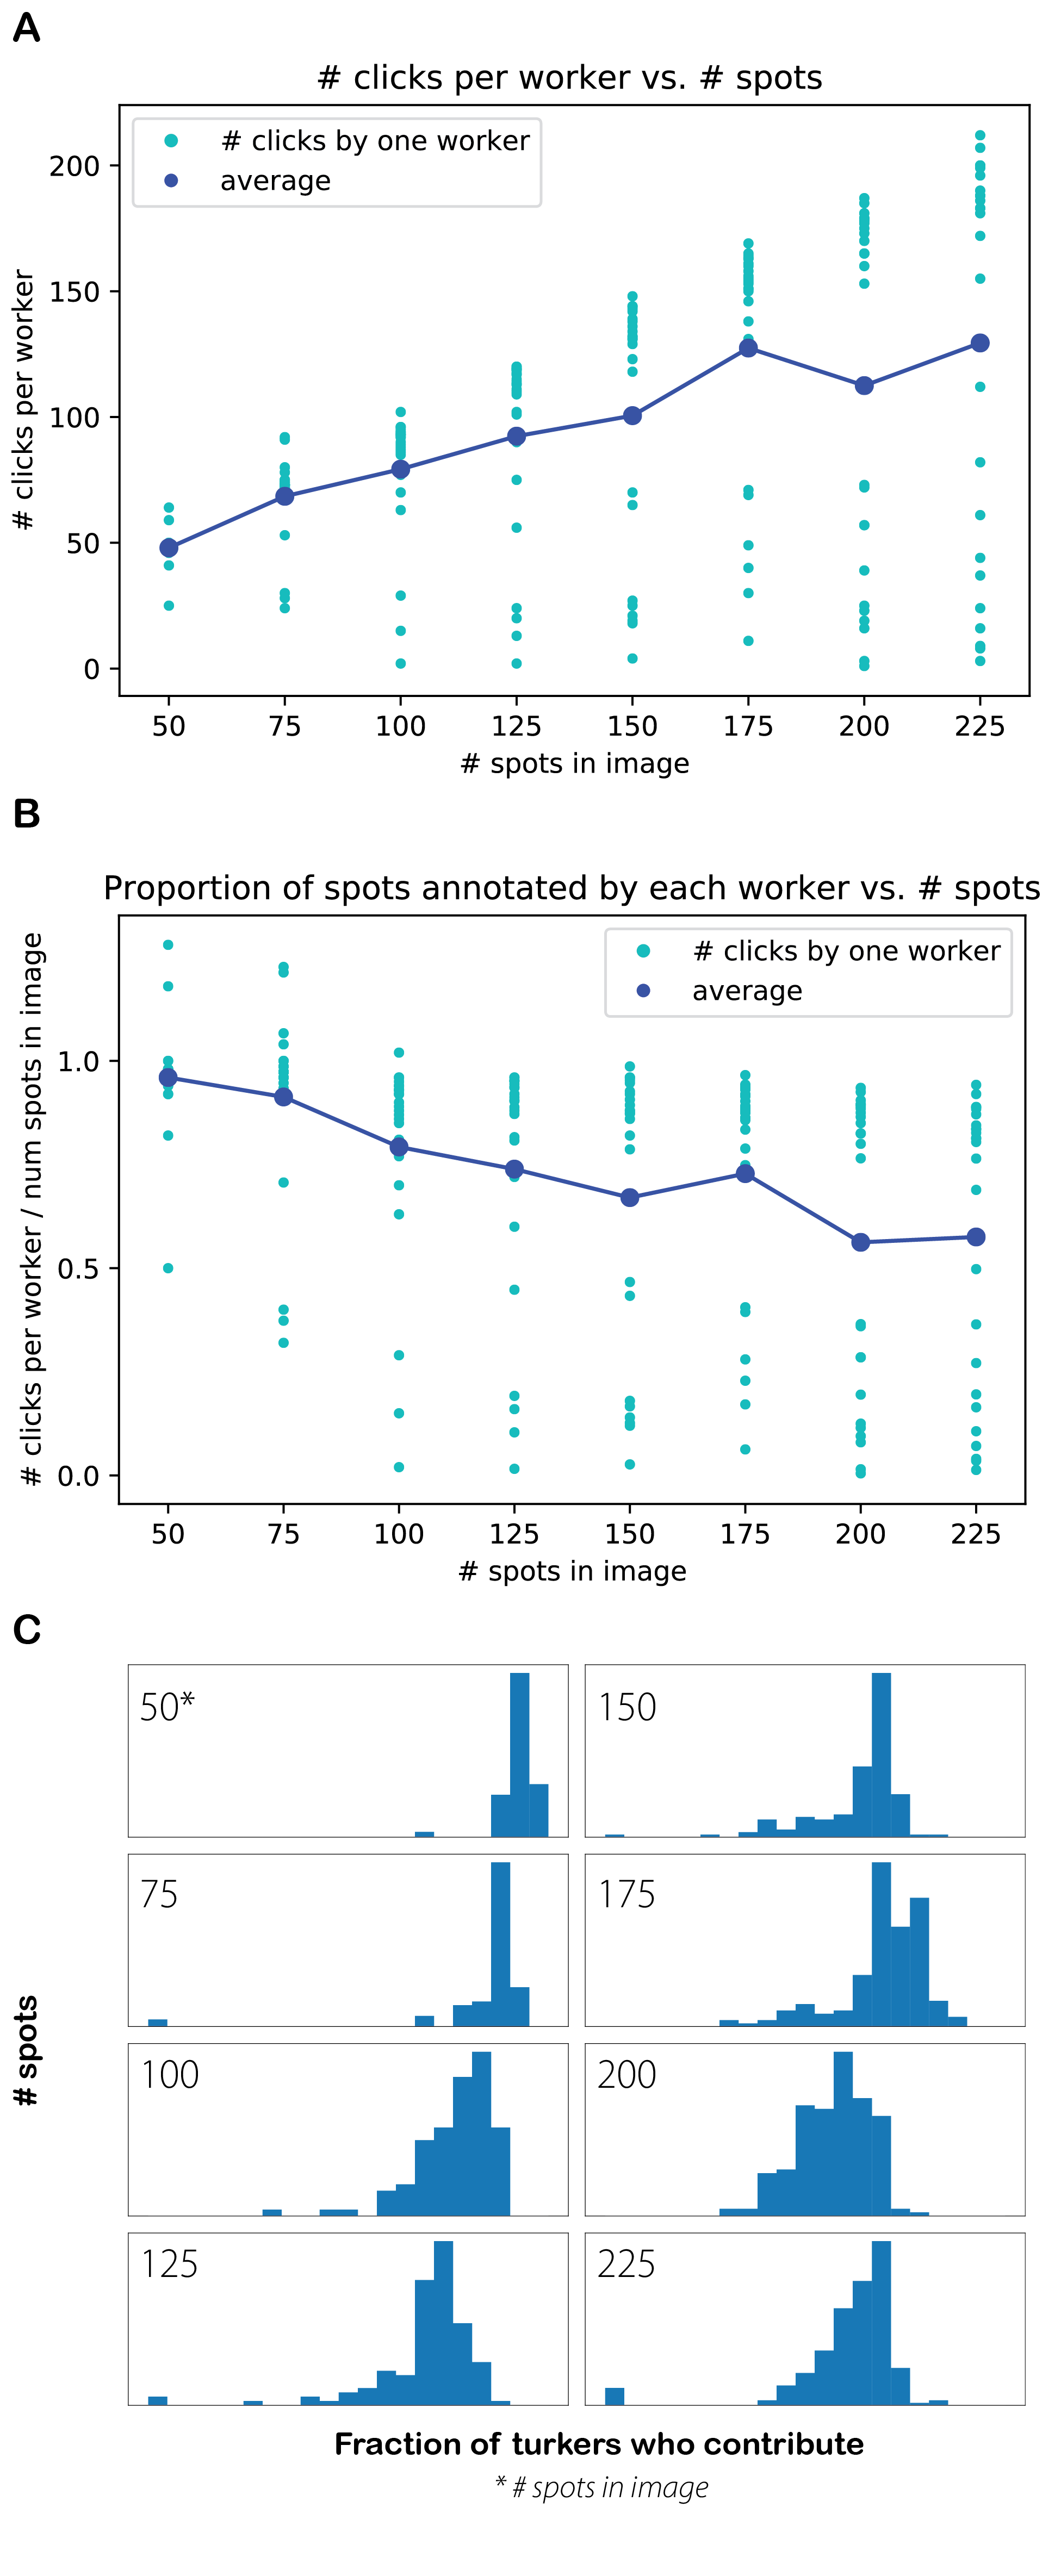 A
# clicks per worker vs. # spots
# clicks by one worker
average
# clicks per worker
200
150
100
50
0
50 75 100 125 150 175 200 225
# spots in image
B
Proportion of spots annotated by each worker vs. # spots
# clicks by one worker
average
# clicks per worker / num spots in image
1.0
0.5
0.0
50 75 100 125 150 175 200 225
# spots in image
C
# spots
50* 150
75 175
100 200
125 225
Fraction of turkers who contribute
* # spots in image